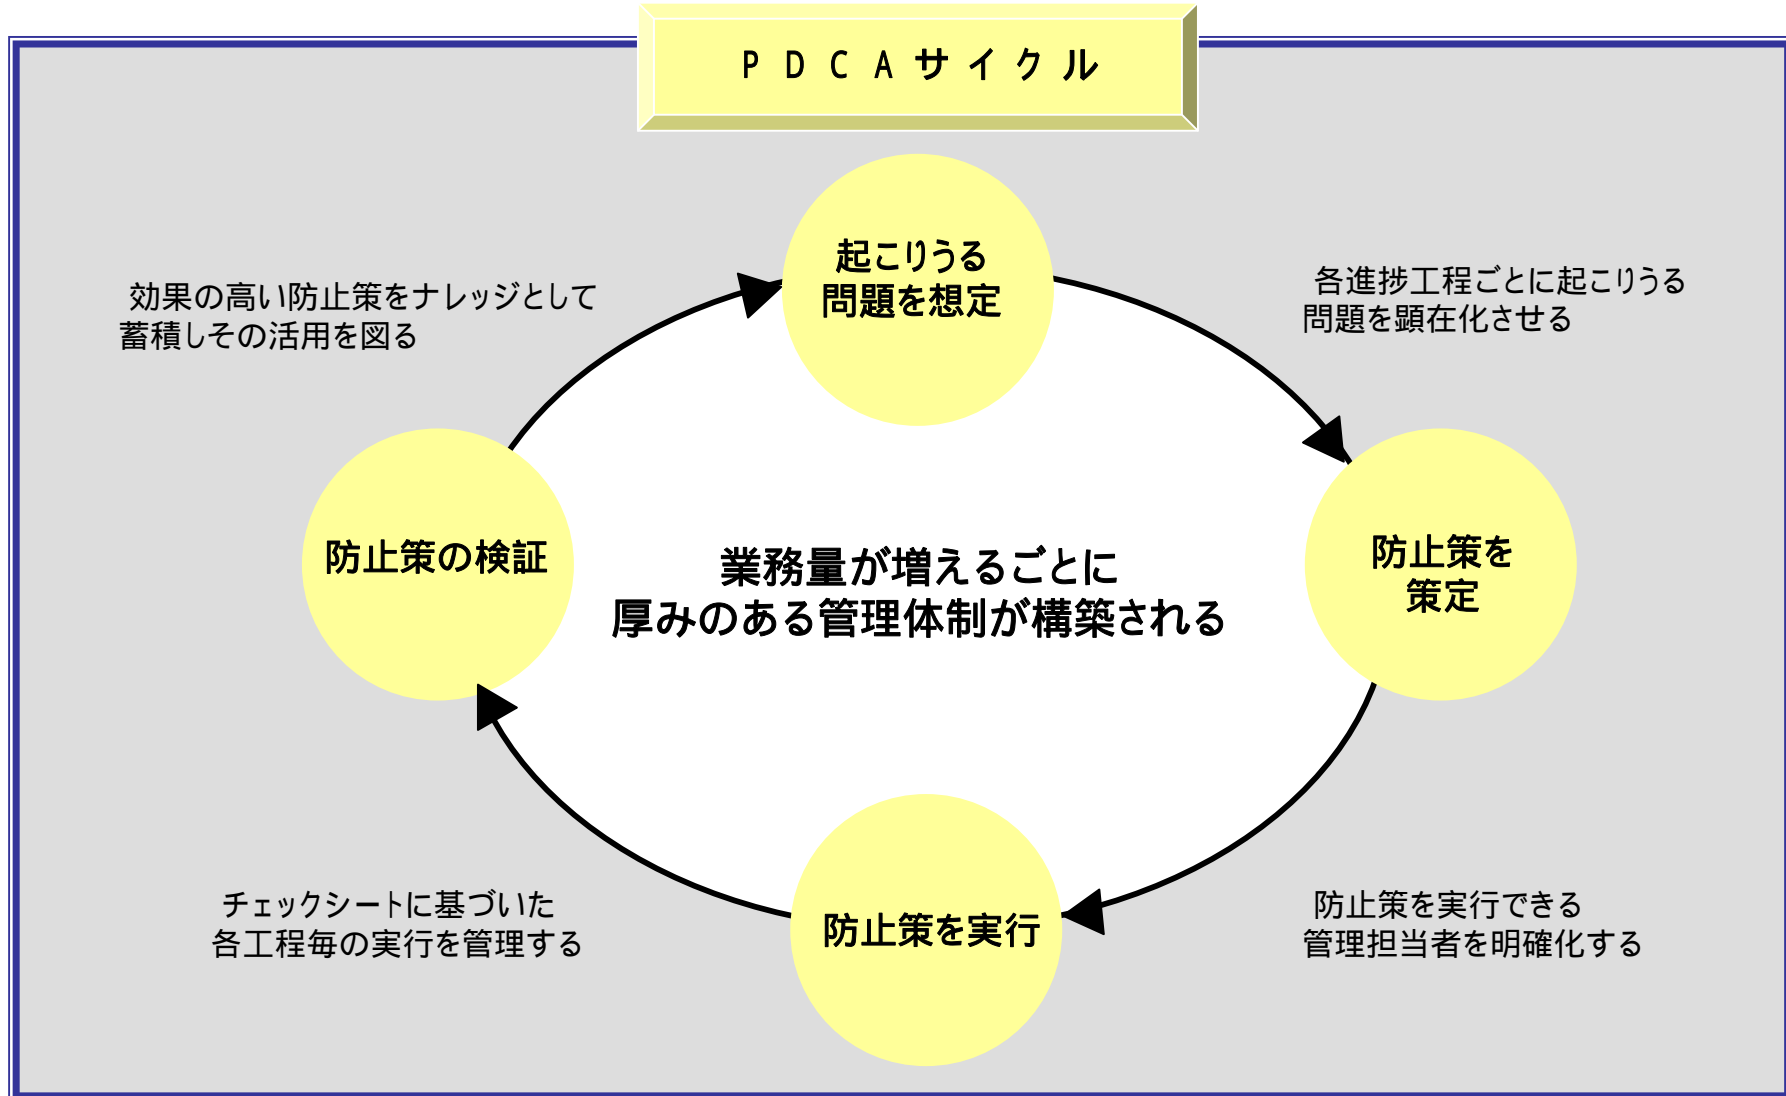 PDCAサイクル
起こりうる
問題を想定
効果の高い防止策をナレッジとして
蓄積しその活用を図る
各進捗工程ごとに起こりうる
問題を顕在化させる
防止策の検証
業務量が増えるごとに
厚みのある管理体制が構築される
防止策を
策定
チェックシートに基づいた
各工程毎の実行を管理する
防止策を実行
防止策を実行できる
管理担当者を明確化する